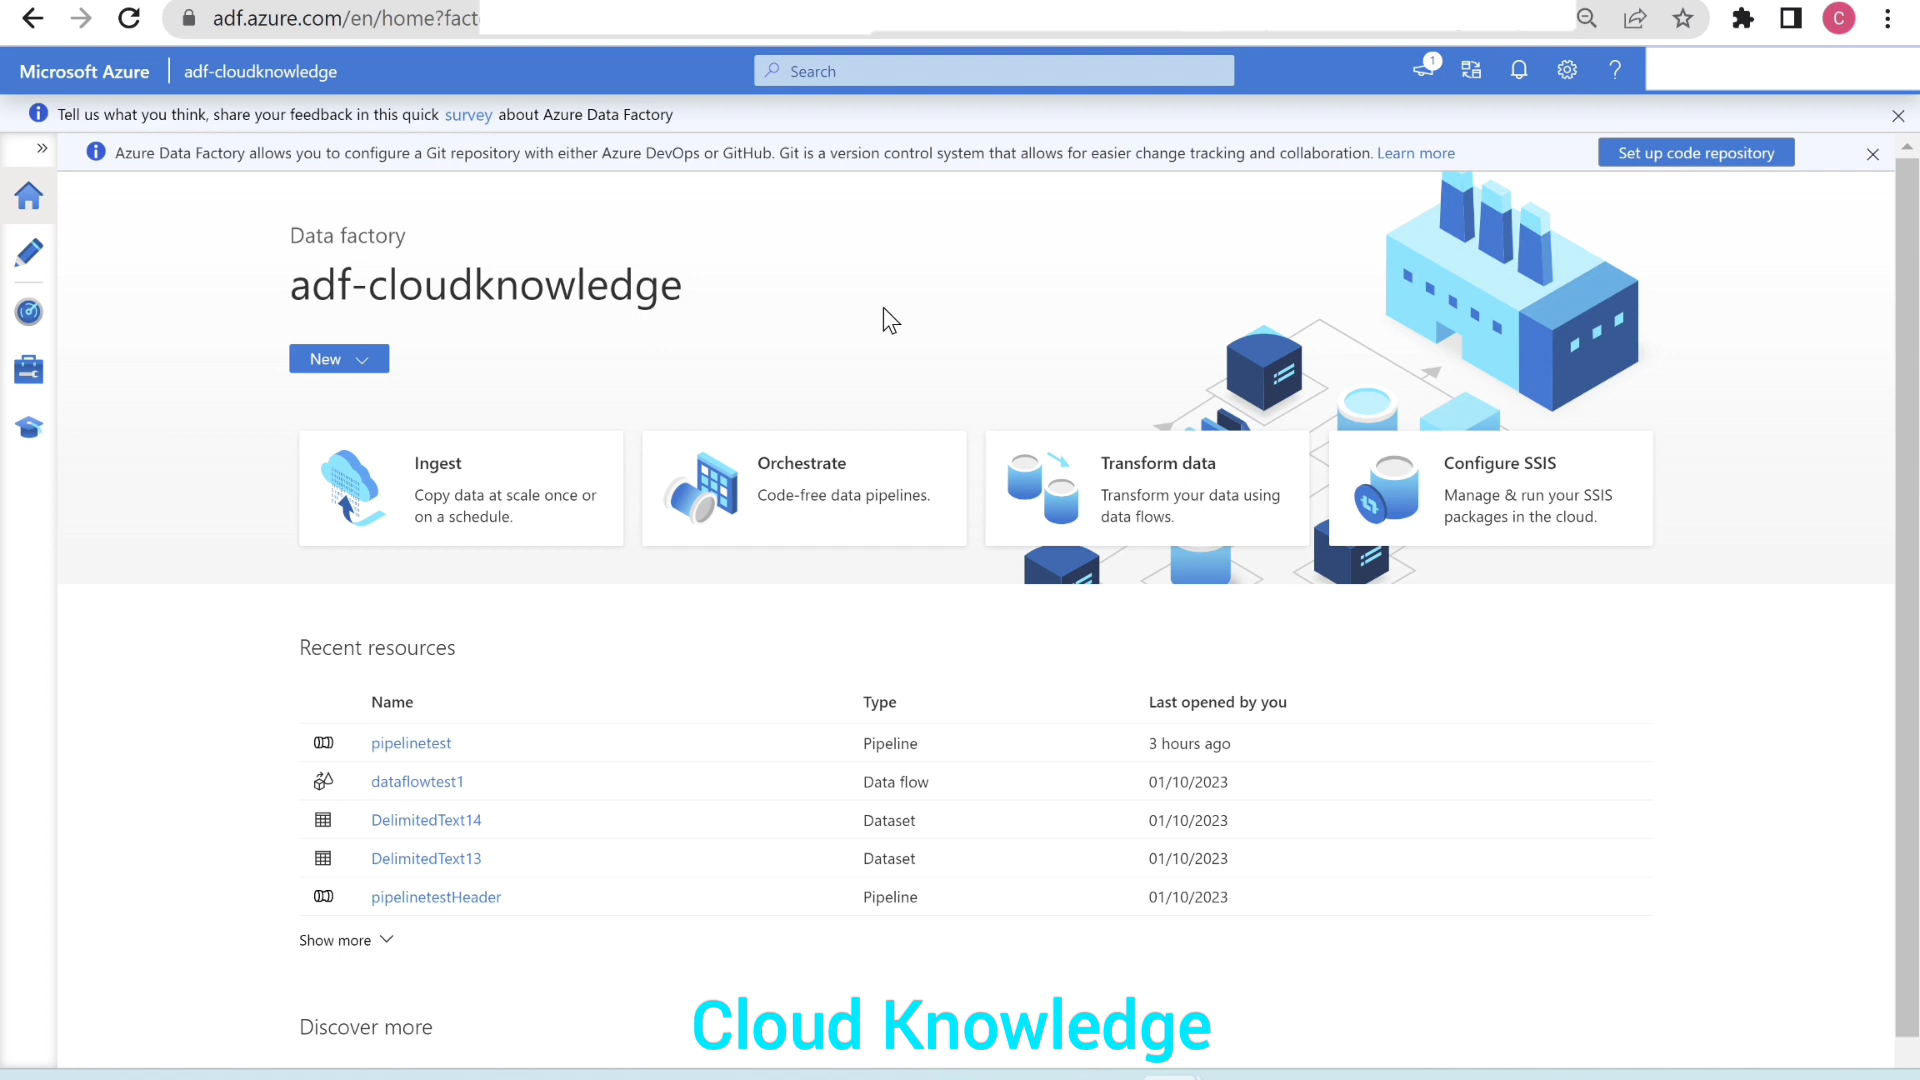 adf.azure.com/en/home?fact
C
Microsoft Azure
adf-cloudknowledge
Search
1
?
Tell us what you think, share your feedback in this quick survey about Azure Data Factory
Azure Data Factory allows you to configure a Git repository with either Azure DevOps or GitHub. Git is a version control system that allows for easier change tracking and collaboration. Learn more
Set up code repository
Data factory
adf-cloudknowledge
New
Ingest
Copy data at scale once or
on a schedule.
Orchestrate
Code-free data pipelines.
Transform data
Transform your data using
data flows.
Configure SSIS
Manage & run your SSIS
packages in the cloud.
Recent resources
Name Type Last opened by you
pipelinetest Pipeline 3 hours ago
dataflowtest1 Data flow 01/10/2023
DelimitedText14 Dataset 01/10/2023
DelimitedText13 Dataset 01/10/2023
pipelinetestHeader Pipeline 01/10/2023
Show more
Discover more
Cloud Knowledge